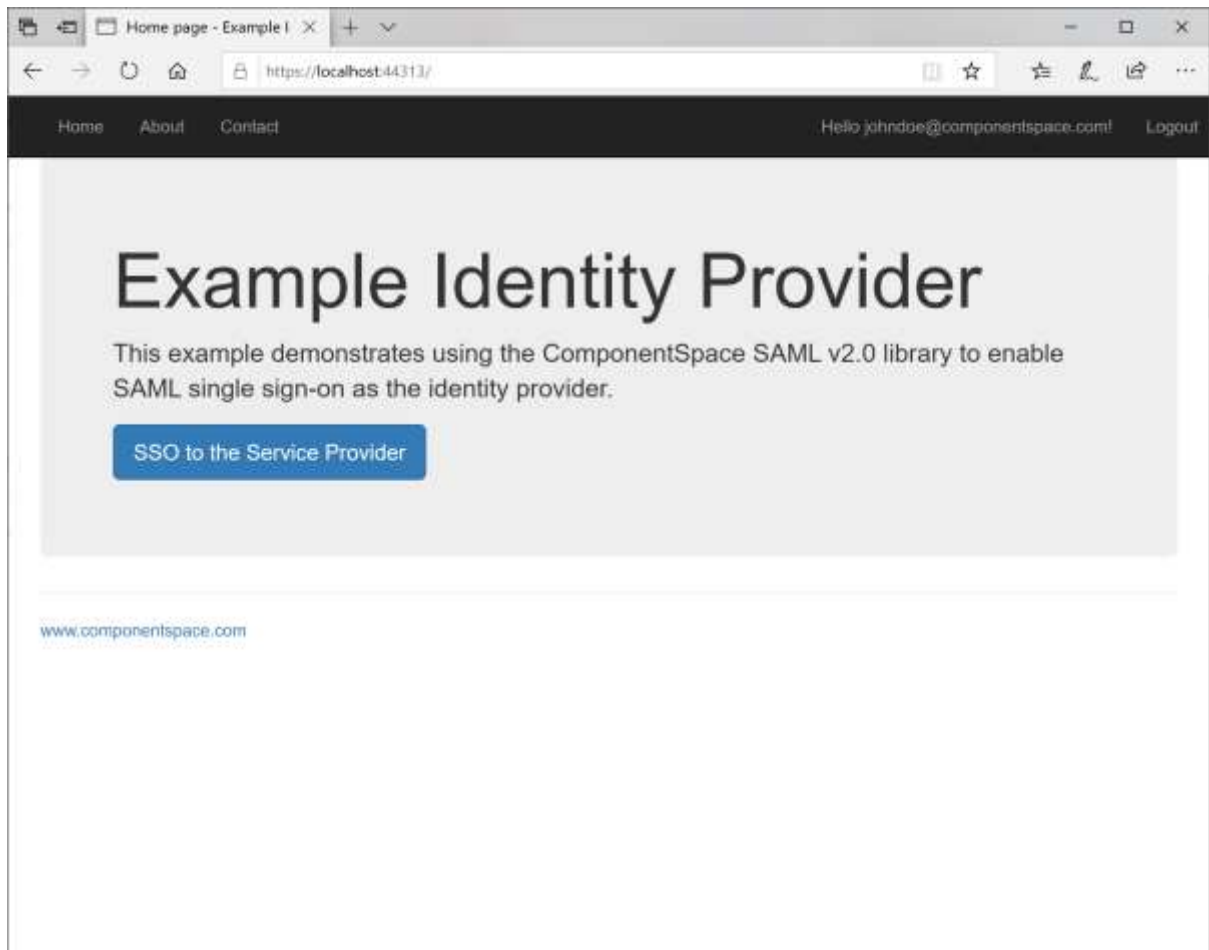 Home page - Example I
https://localhost:44313/
Home About Contact Hello johndoe@componentspace.com! Logout
Example Identity Provider
This example demonstrates using the ComponentSpace SAML v2.0 library to enable
SAML single sign-on as the identity provider.
SSO to the Service Provider
www.componentspace.com